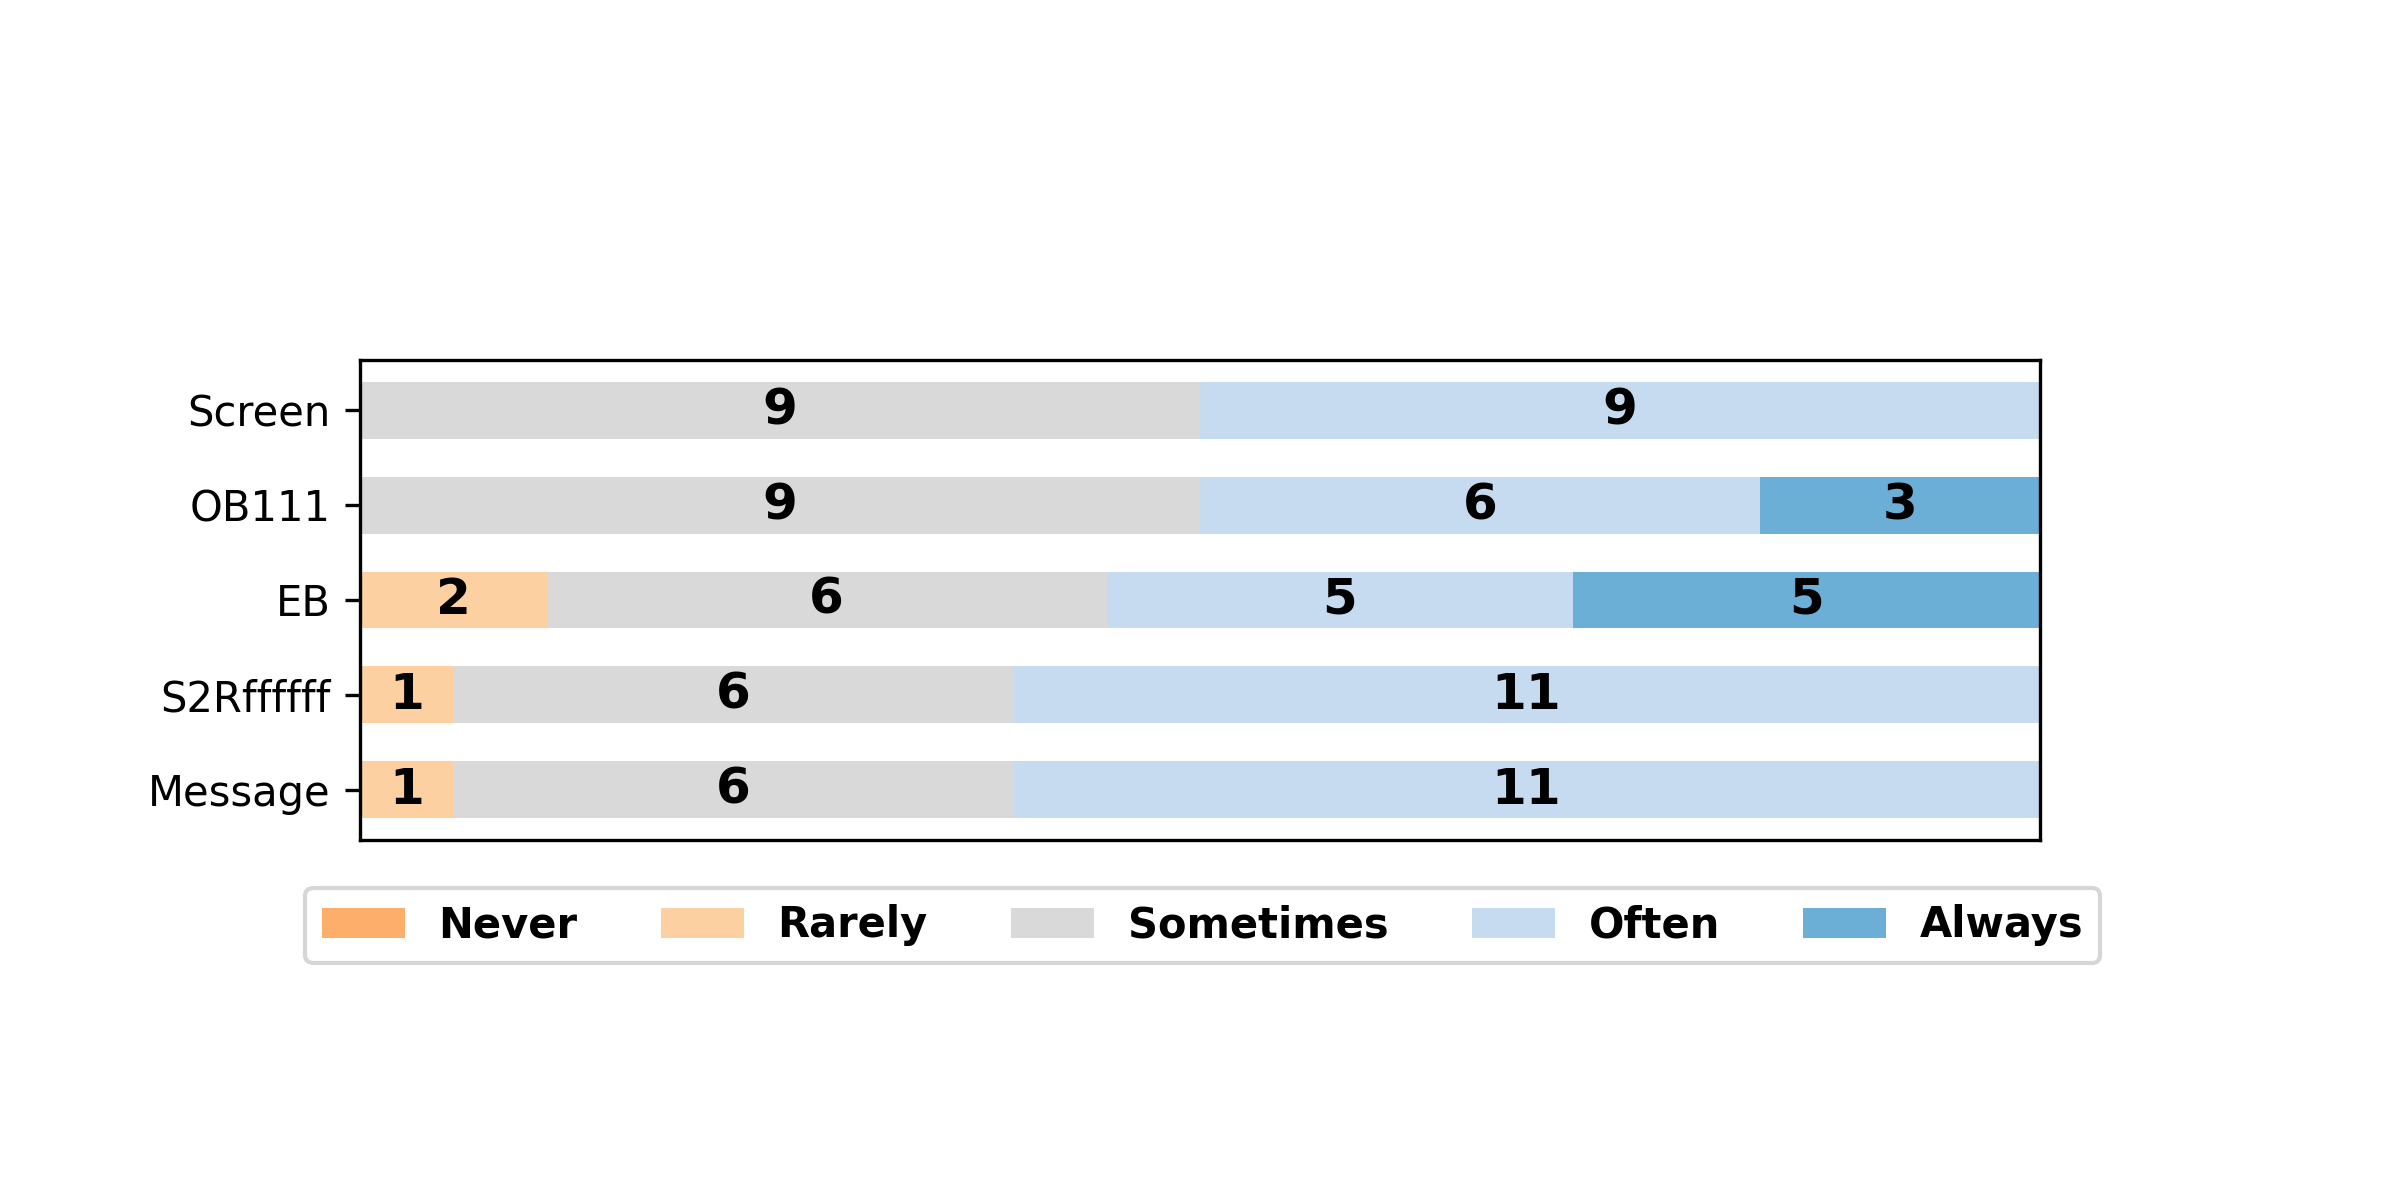 Screen 9 9
OB111 9 6 3
EB 2 6 5 5
S2Rffffff 1 6 11
Message 1 6 11
Never Rarely Sometimes Often Always